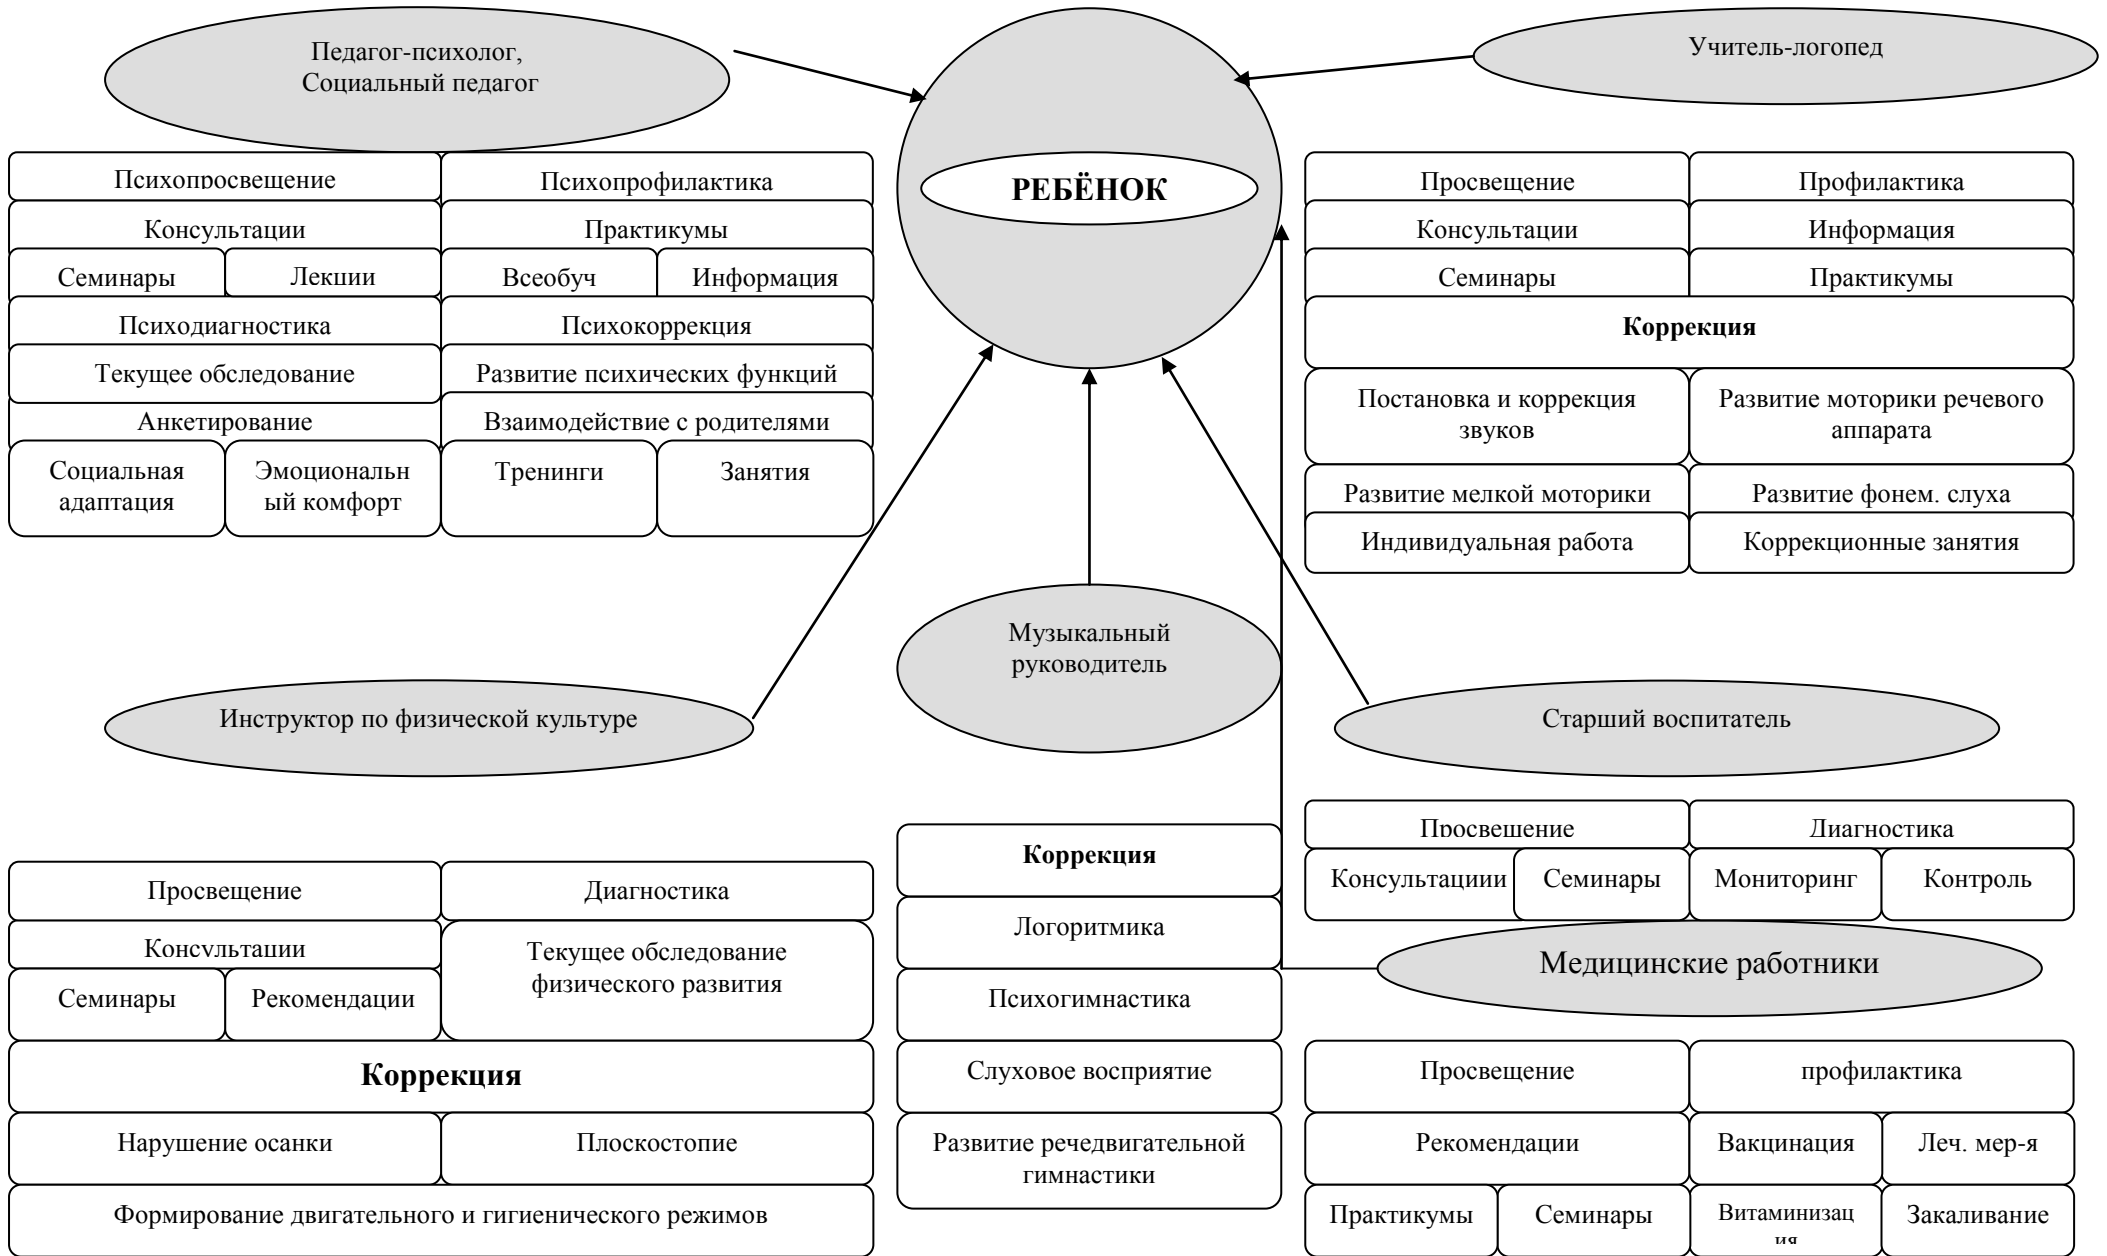 Педагог-психолог,
Социальный педагог
РЕБЁНОК
Учитель-логопед
Психопросвещение
Психопрофилактика
Консультации
Практикумы
Семинары
Лекции
Всеобуч
Информация
Психодиагностика
Психокоррекция
Текущее обследование
Развитие психических функций
Анкетирование
Взаимодействие с родителями
Социальная
адаптация
Эмоциональн
ый комфорт
Тренинги
Занятия
Просвещение
Профилактика
Консультации
Информация
Семинары
Практикумы
Коррекция
Постановка и коррекция
звуков
Развитие моторики речевого
аппарата
Развитие мелкой моторики
Развитие фонем. слуха
Индивидуальная работа
Коррекционные занятия
Инструктор по физической культуре
Музыкальный
руководитель
Старший воспитатель
Просвещение
Диагностика
Консультации
Текущее обследование
физического развития
Семинары
Рекомендации
Коррекция
Нарушение осанки
Плоскостопие
Формирование двигательного и гигиенического режимов
Коррекция
Логоритмика
Психогимнастика
Слуховое восприятие
Развитие речедвигательной
гимнастики
Просвещение
Диагностика
Консультациии
Семинары
Мониторинг
Контроль
Медицинские работники
Просвещение
профилактика
Рекомендации
Вакцинация
Леч. мер-я
Практикумы
Семинары
Витаминизац
ия
Закаливание